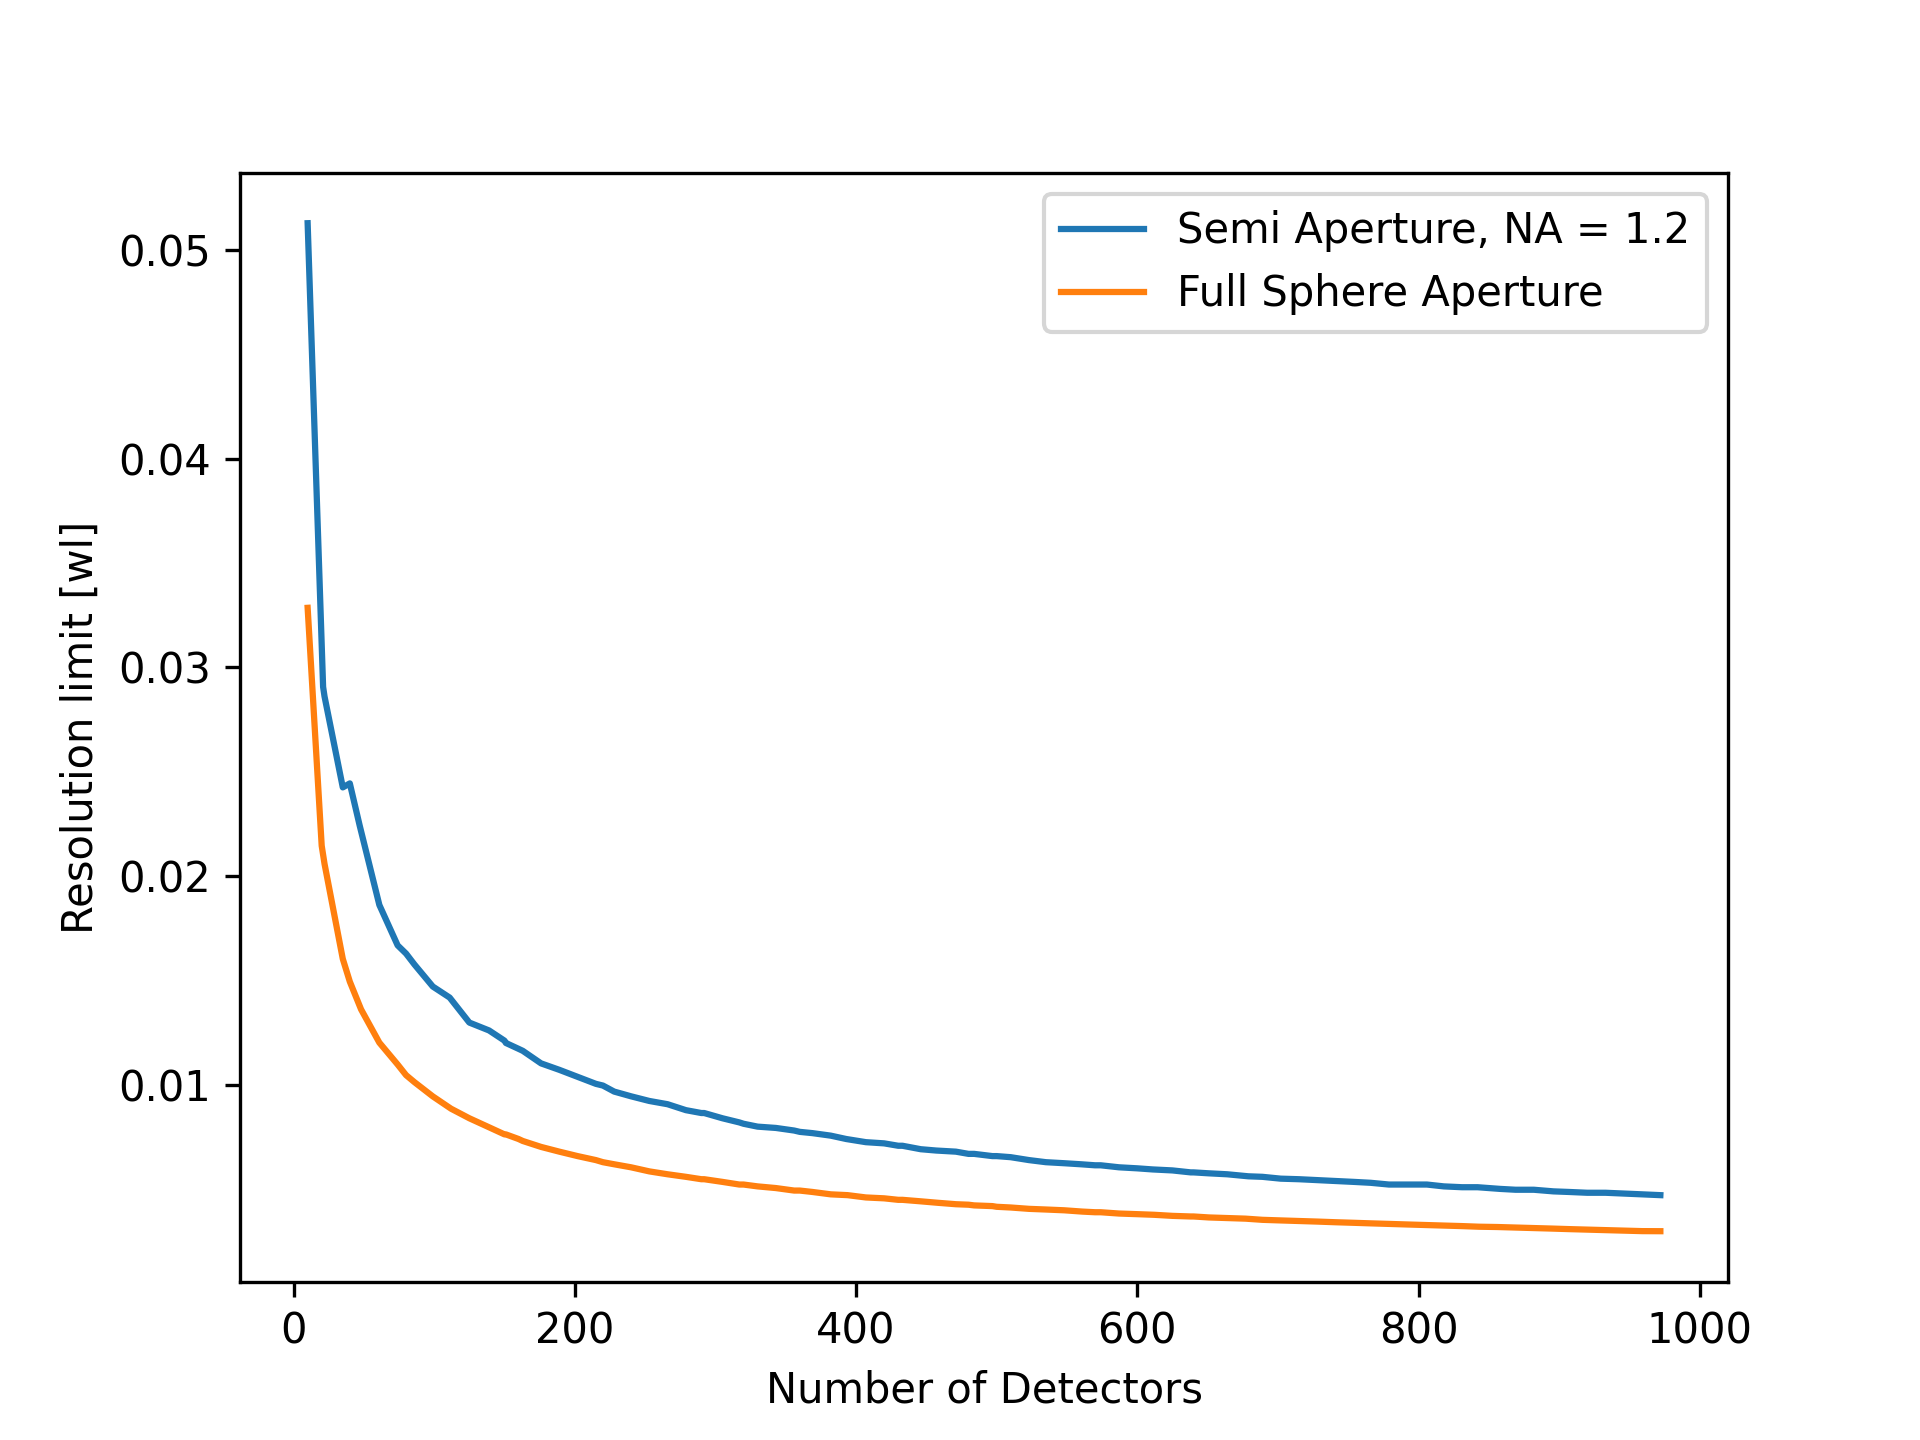 Semi Aperture, NA = 1.2
Full Sphere Aperture
0.05
0.04
0.03
0.02
0.01
Resolution limit [wl]
0 200 400 600 800 1000
Number of Detectors